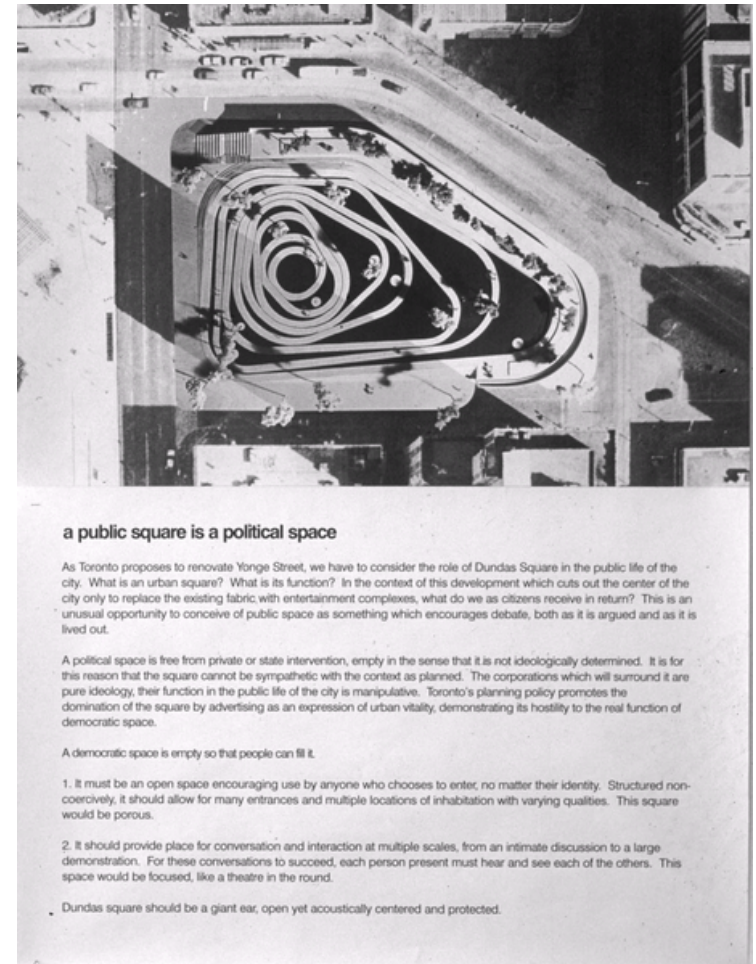 a public square is a political space
As Toronto proposes to renovate Yonge Street, we have to consider the role of Dundas Square in the public life of the
city. What is an urban square? What is its function? In the context of this development which cuts out the center of the
city only to replace the existing fabric with entertainment complexes, what do we as citizens receive in return? This is an
unusual opportunity to conceive of public space as something which encourages debate, both as it is argued and as it is
lived out.
A political space is free from private or state intervention, empty in the sense that it is not ideologically determined. It is for
this reason that the square cannot be sympathetic with the context as planned. The corporations which will surround it are
pure ideology, their function in the public life of the city is manipulative. Toronto's planning policy promotes the
domination of the square by advertising as an expression of urban vitality, demonstrating its hostility to the real function of
democratic space.
A democratic space is empty so that people can fill it.
1. It must be an open space encouraging use by anyone who chooses to enter, no matter their identity. Structured non-
coercively, it should allow for many entrances and multiple locations of inhabitation with varying qualities. This square
would be porous.
2. It should provide place for conversation and interaction at multiple scales, from an intimate discussion to a large
demonstration. For these conversations to succeed, each person present must hear and see each of the others. This
space would be focused, like a theatre in the round.
Dundas square should be a giant ear, open yet acoustically centered and protected.